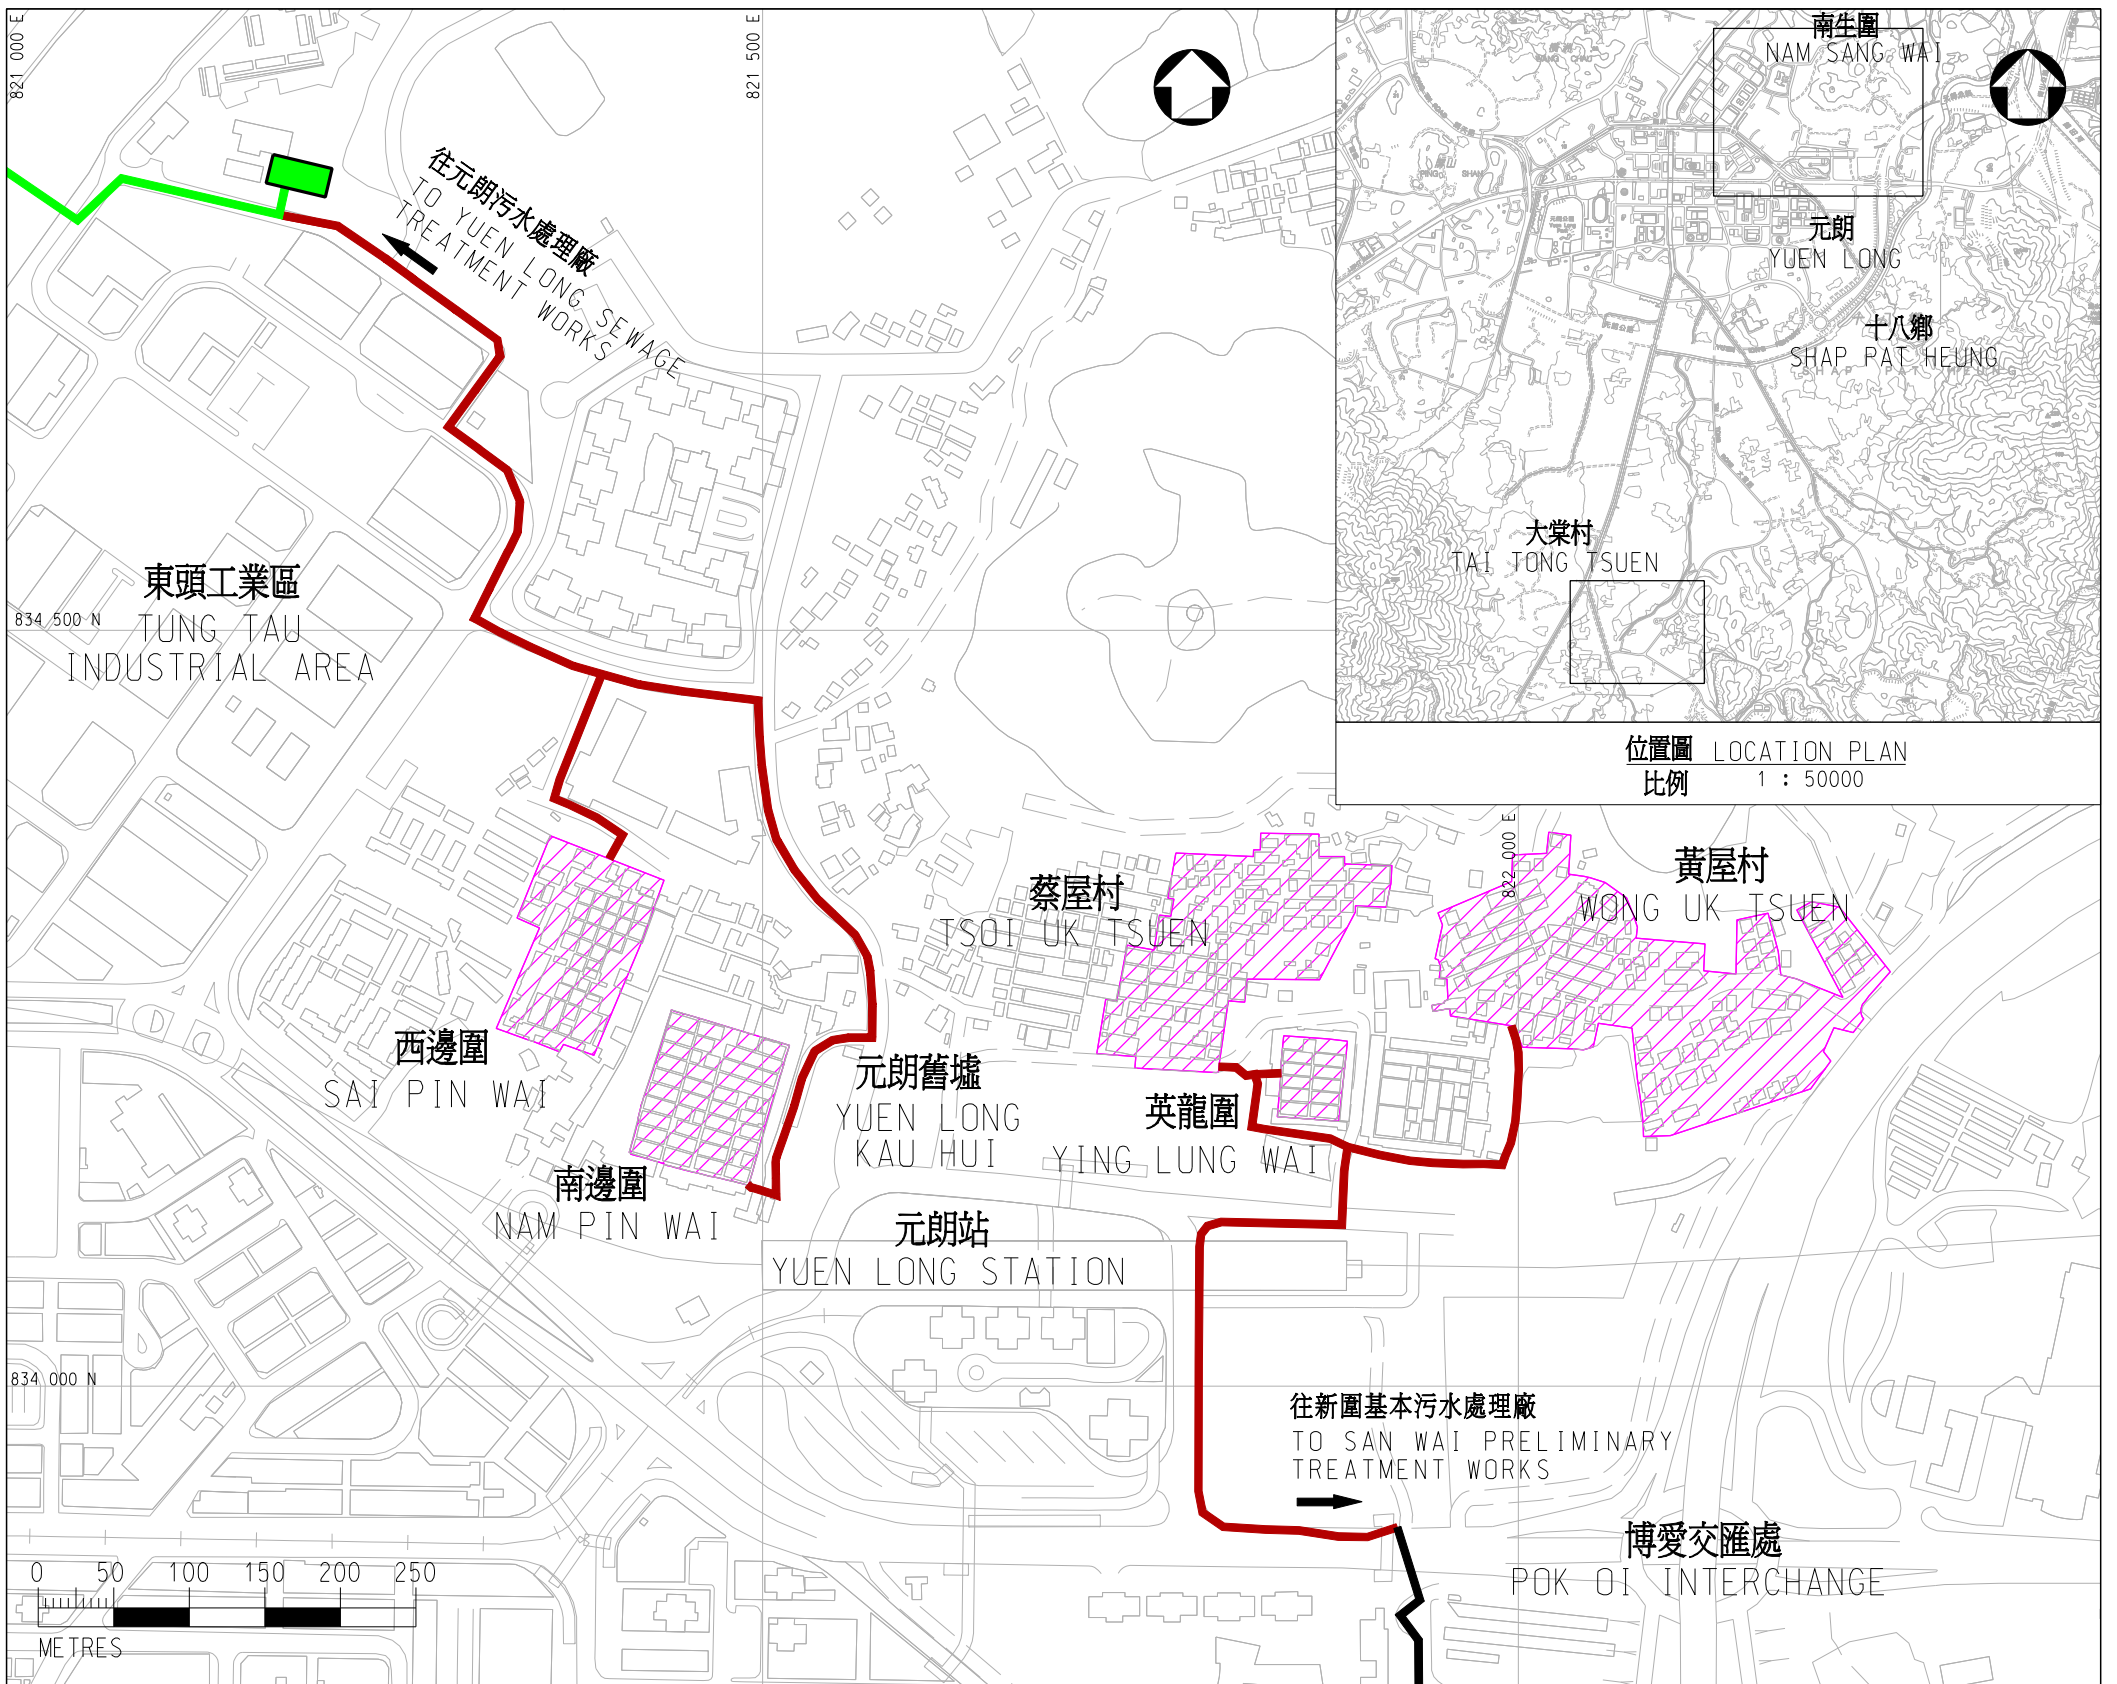 821 000 E
821 500 E
往元朗污水處理廠
TO YUEN LONG SEWAGE
TREATMENT WORKS
南生圍
NAM SANG WAI
元朗
YUEN LONG
十八鄉
SHAP PAT HEUNG
大棠村
TAI TONG TSUEN
位置圖 LOCATION PLAN
比例 1 : 50000
東頭工業區
834 500 N
TUNG TAU
INDUSTRIAL AREA
822 000 E
黃屋村
WONG UK TSUEN
蔡屋村
TSOI UK TSUEN
西邊圍
SAI PIN WAI
元朗舊墟
YUEN LONG
KAU HUI
英龍圍
YING LUNG WAI
南邊圍
NAM PIN WAI
元朗站
YUEN LONG STATION
834 000 N
往新圍基本污水處理廠
TO SAN WAI PRELIMINARY
TREATMENT WORKS
博愛交匯處
POK OI INTERCHANGE
0 50 100 150 200 250
METRES